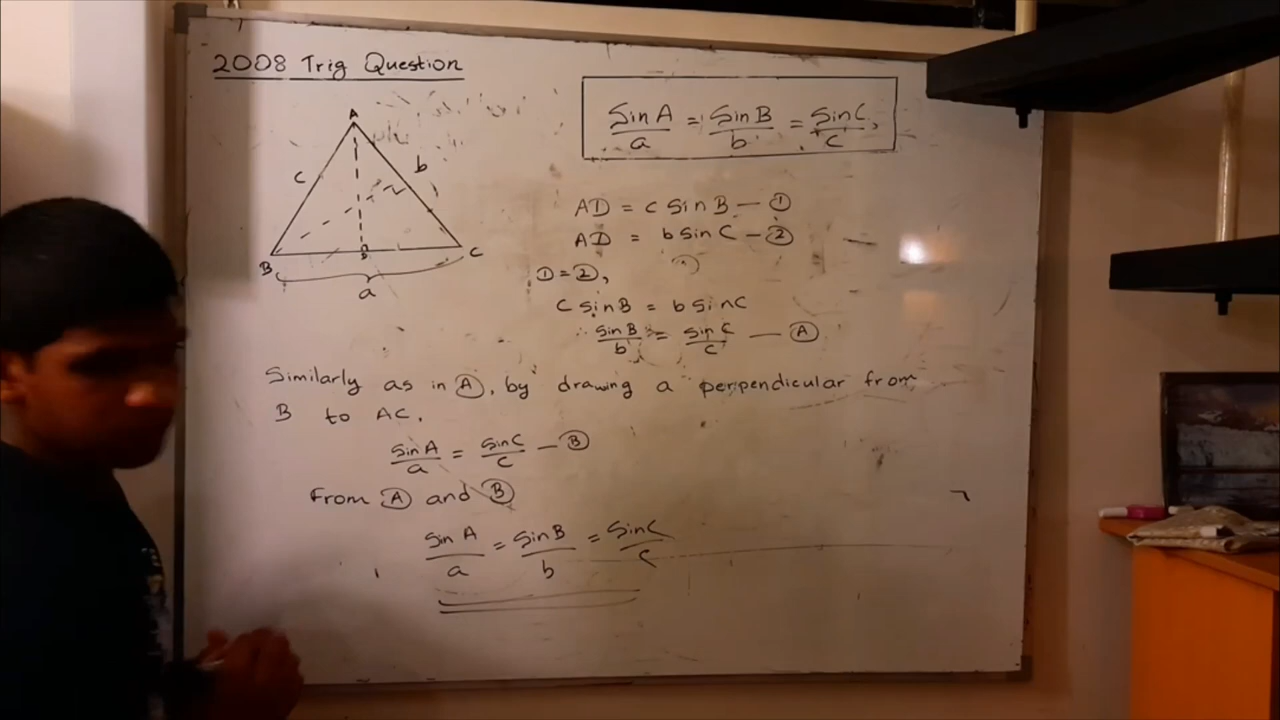 2008 Trig Question
A
c
b
B
D
C
a
Sin A/a = Sin B/b = Sin C/c,
AD = c Sin B — ①
AD = b Sin C — ②
① = ②,
c sin B = b sin C
∴ sin B/b = sin C/c — Ⓐ
Similarly as in Ⓐ, by drawing a perpendicular from
B to AC.
sin A/a = sin C/c — Ⓑ
From Ⓐ and Ⓑ
sin A/a = sin B/b = sin C/c